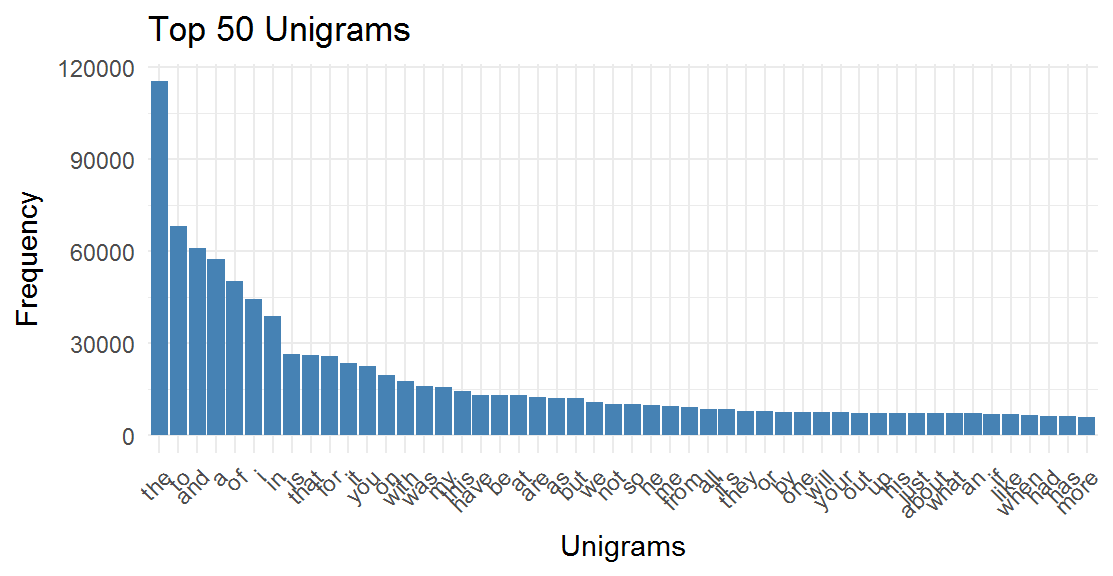 Top 50 Unigrams
Frequency
120000
90000
60000
30000
0
the to and a of i in is that for it you on with was my this have be at are as but we not so he me from all it's they or by one will your out up his just about what an if like when had has more
Unigrams